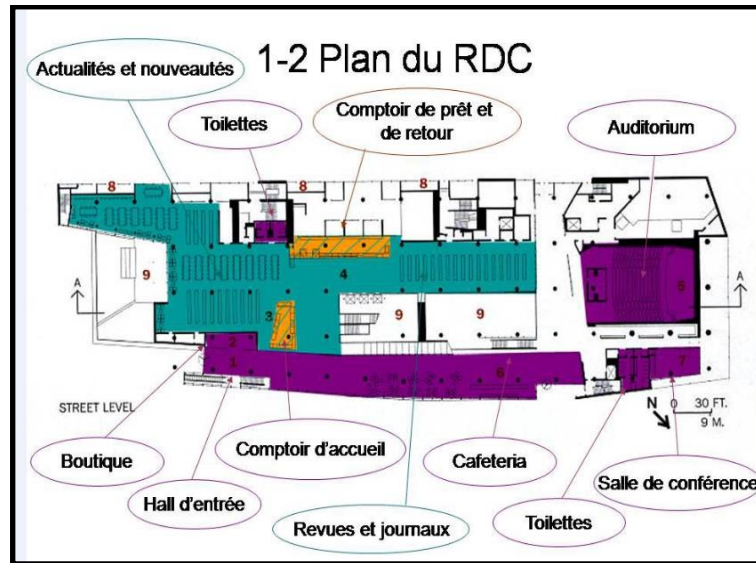 1-2 Plan du RDC
Actualités et nouveautés
Toilettes
Comptoir de prêt et
de retour
Auditorium
8
8
8
9
4
5
A
A
3
9
9
2
1
6
7
STREET LEVEL
N
0 30 FT.
9 M.
Boutique
Comptoir d'accueil
Cafeteria
Salle de conférence
Hall d'entrée
Revues et journaux
Toilettes